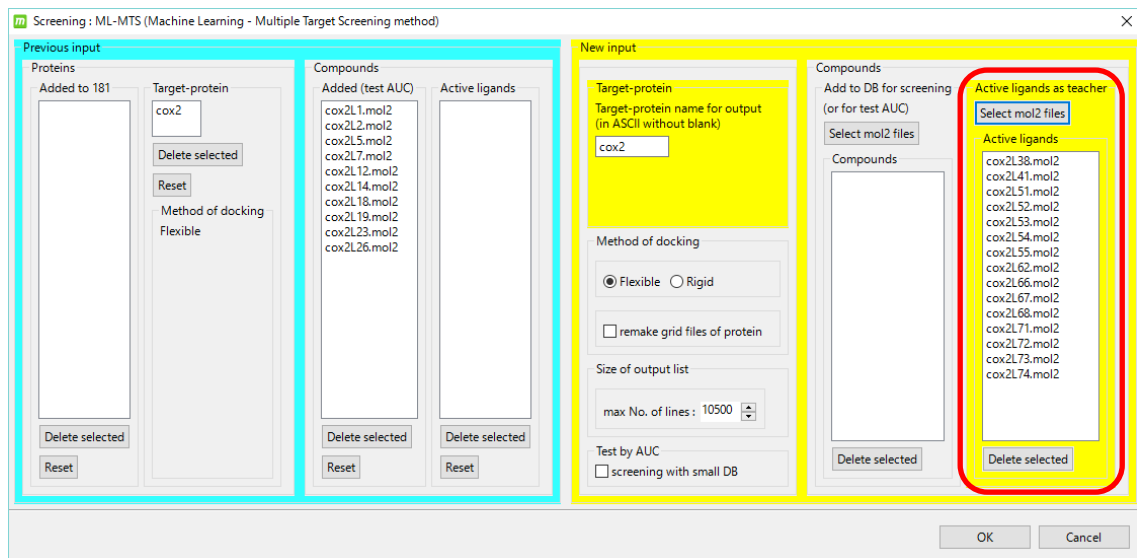 Screening : ML-MTS (Machine Learning - Multiple Target Screening method)
Previous input
Proteins
Added to 181
Target-protein
cox2
Delete selected
Reset
Method of docking
Flexible
Delete selected
Reset
Compounds
Added (test AUC)
cox2L1.mol2
cox2L2.mol2
cox2L5.mol2
cox2L7.mol2
cox2L12.mol2
cox2L14.mol2
cox2L18.mol2
cox2L19.mol2
cox2L23.mol2
cox2L26.mol2
Delete selected
Reset
Active ligands
Delete selected
Reset
New input
Target-protein
Target-protein name for output
(in ASCII without blank)
cox2
Method of docking
Flexible
Rigid
remake grid files of protein
Size of output list
max No. of lines : 10500
Test by AUC
screening with small DB
Compounds
Add to DB for screening
(or for test AUC)
Select mol2 files
Compounds
Delete selected
Active ligands as teacher
Select mol2 files
Active ligands
cox2L38.mol2
cox2L41.mol2
cox2L51.mol2
cox2L52.mol2
cox2L53.mol2
cox2L54.mol2
cox2L55.mol2
cox2L62.mol2
cox2L66.mol2
cox2L67.mol2
cox2L68.mol2
cox2L71.mol2
cox2L72.mol2
cox2L73.mol2
cox2L74.mol2
Delete selected
OK
Cancel